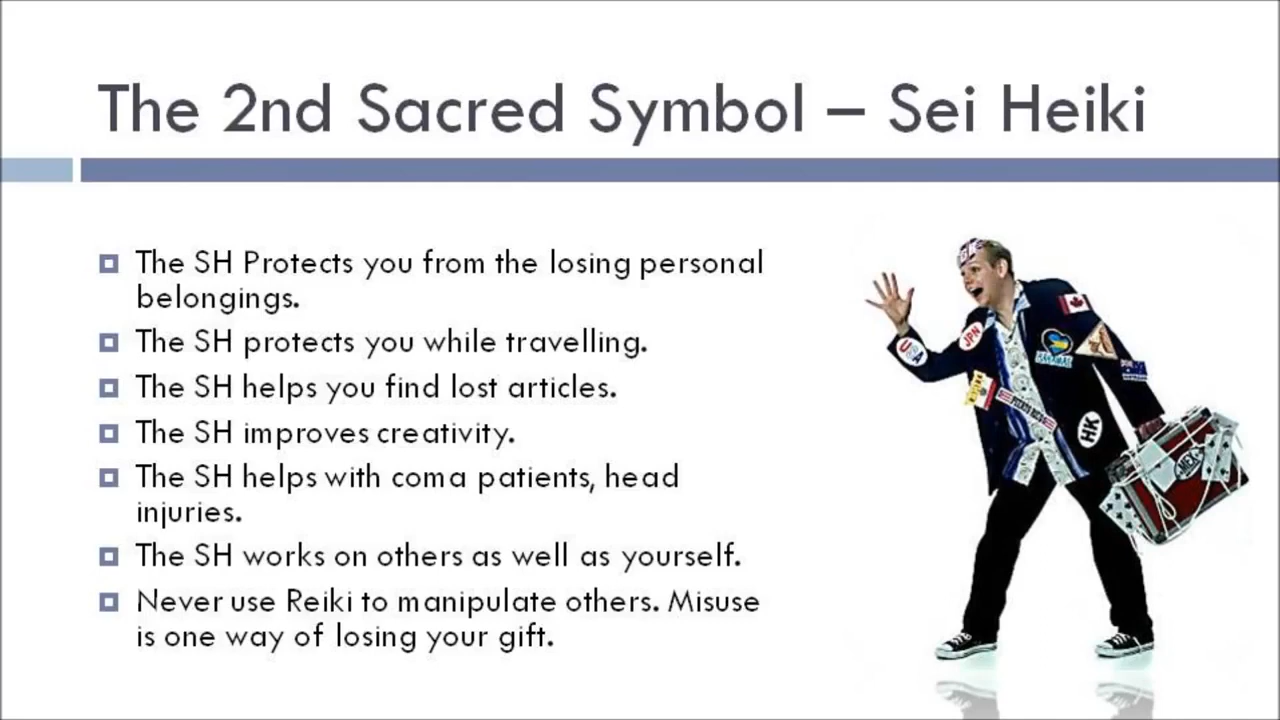 The 2nd Sacred Symbol – Sei Heiki
The SH Protects you from the losing personal
belongings.
The SH protects you while travelling.
The SH helps you find lost articles.
The SH improves creativity.
The SH helps with coma patients, head
injuries.
The SH works on others as well as yourself.
Never use Reiki to manipulate others. Misuse
is one way of losing your gift.
JPN
USA
HK
MEX